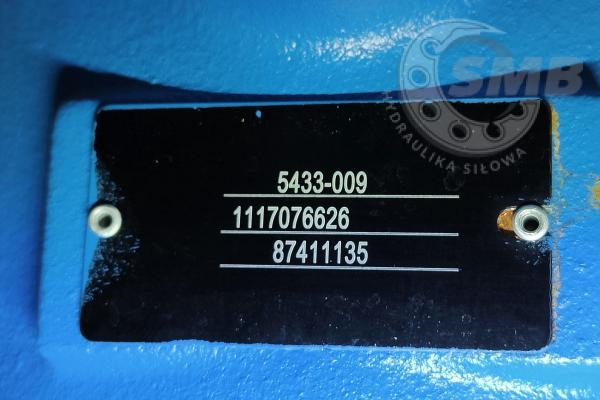 SMB
HYDRAULIKA SIŁOWA
5433-009
1117076626
87411135